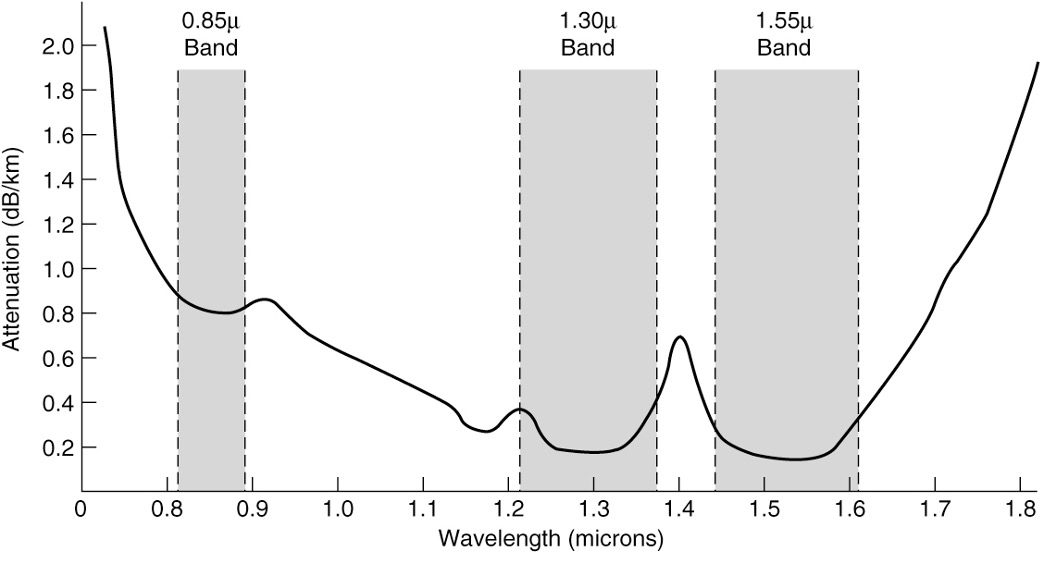 0.85μ
Band
1.30μ
Band
1.55μ
Band
2.0
1.8
1.6
1.4
1.2
1.0
0.8
0.6
0.4
0.2
Attenuation (dB/km)
0 0.8 0.9 1.0 1.1 1.2 1.3 1.4 1.5 1.6 1.7 1.8
Wavelength (microns)